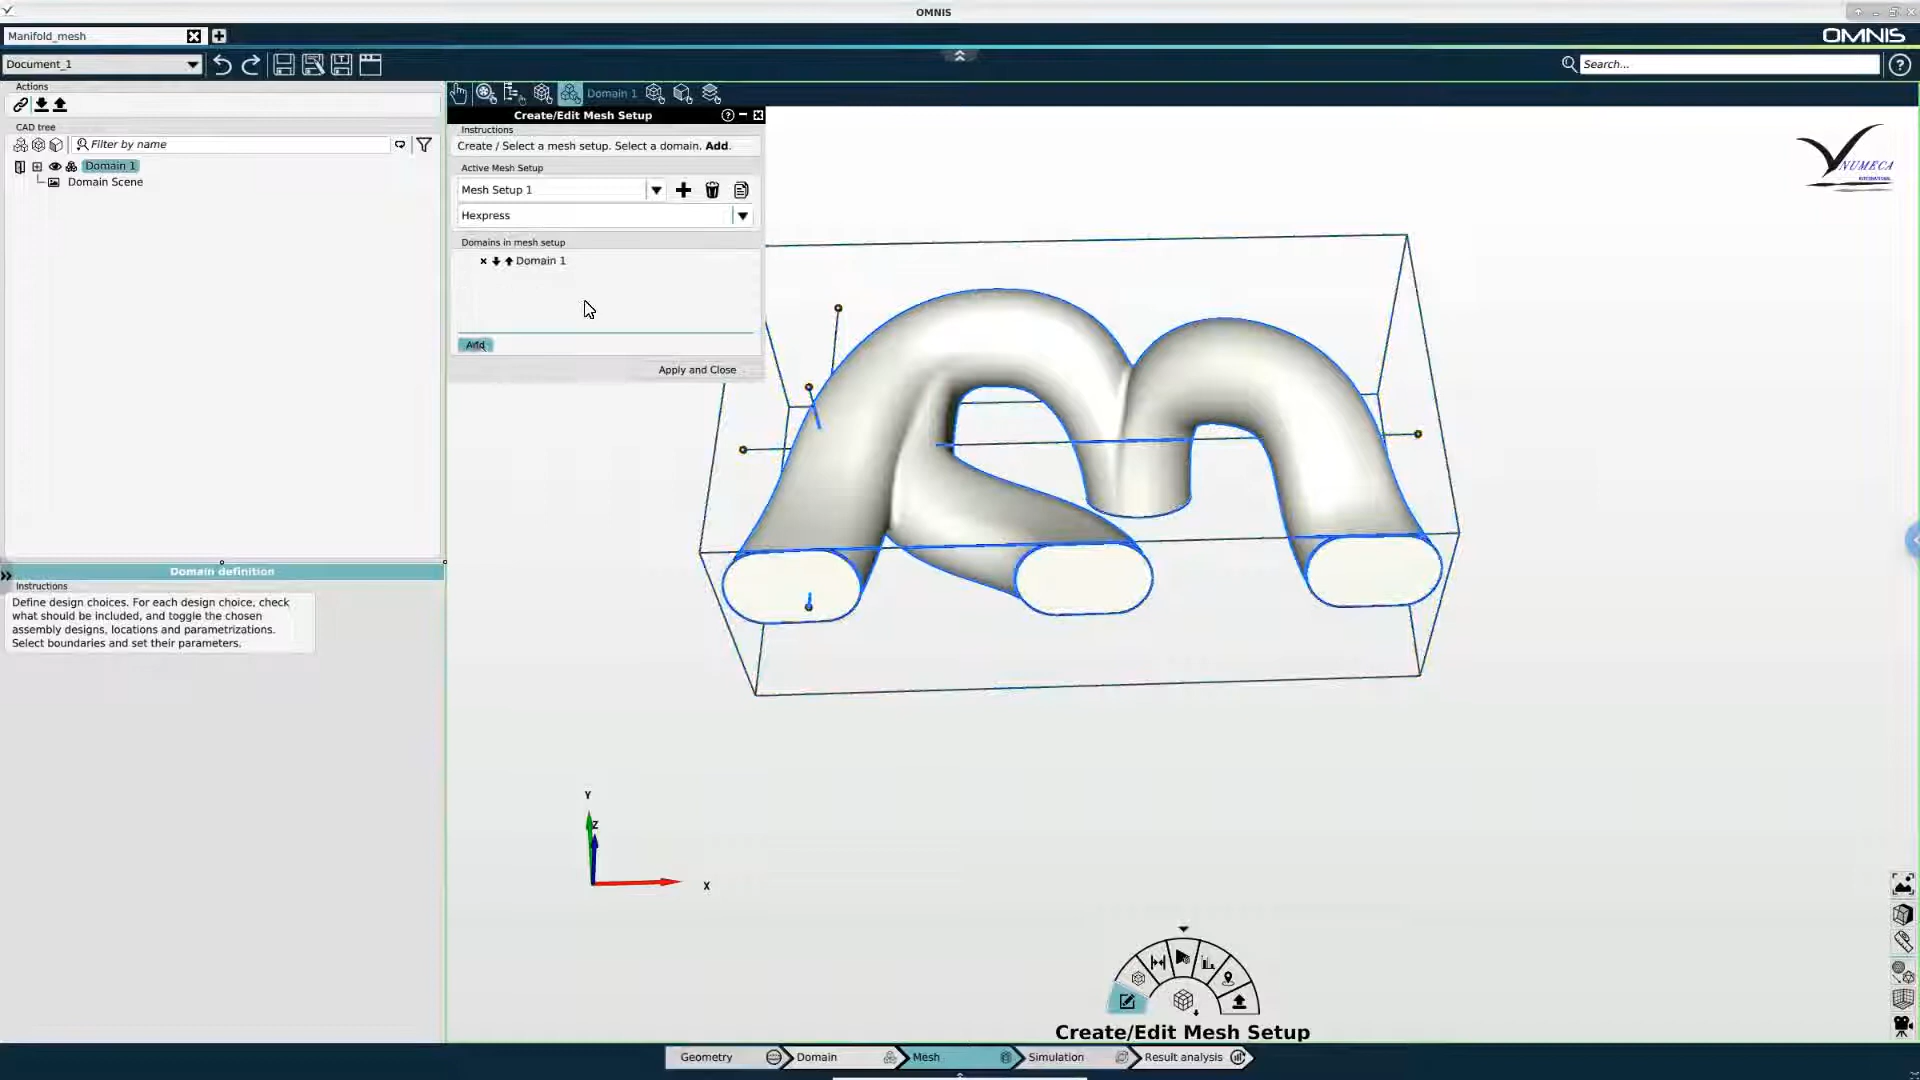 OMNIS
Manifold_mesh
OMNIS
Document_1
Search...
?
Actions
CAD tree
Filter by name
Domain 1
Domain Scene
Domain 1
Create/Edit Mesh Setup
?
Instructions
Create / Select a mesh setup. Select a domain. Add.
Active Mesh Setup
Mesh Setup 1
Hexpress
Domains in mesh setup
Domain 1
Add
Apply and Close
NUMECA
INTERNATIONAL
Domain definition
Instructions
Define design choices. For each design choice, check
what should be included, and toggle the chosen
assembly designs, locations and parametrizations.
Select boundaries and set their parameters.
Y
Z
X
Create/Edit Mesh Setup
Geometry
Domain
Mesh
Simulation
Result analysis